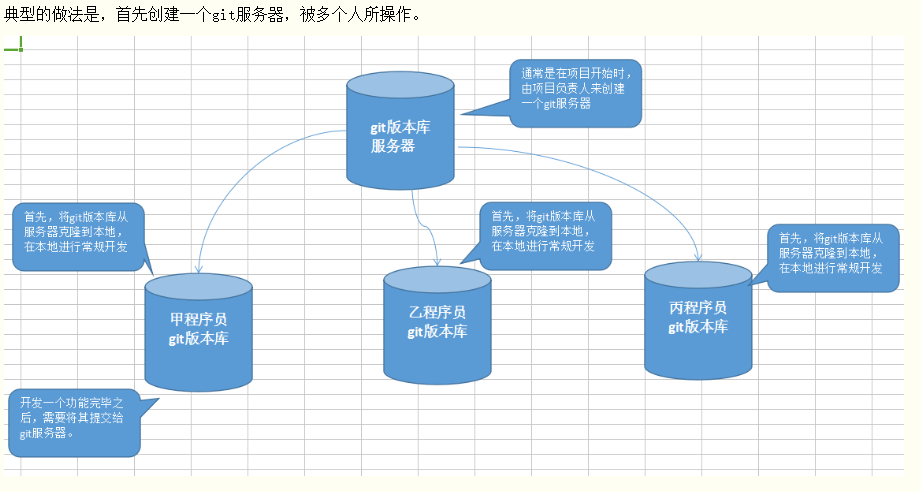 典型的做法是，首先创建一个git服务器，被多个人所操作。
通常是在项目开始时，
由项目负责人来创建
一个git服务器
git版本库
服务器
首先，将git版本库从
服务器克隆到本地，
在本地进行常规开发
首先，将git版本库从
服务器克隆到本地，
在本地进行常规开发
首先，将git版本库从
服务器克隆到本地，
在本地进行常规开发
甲程序员
git版本库
乙程序员
git版本库
丙程序员
git版本库
开发一个功能完毕之
后，需要将其提交给
git服务器。